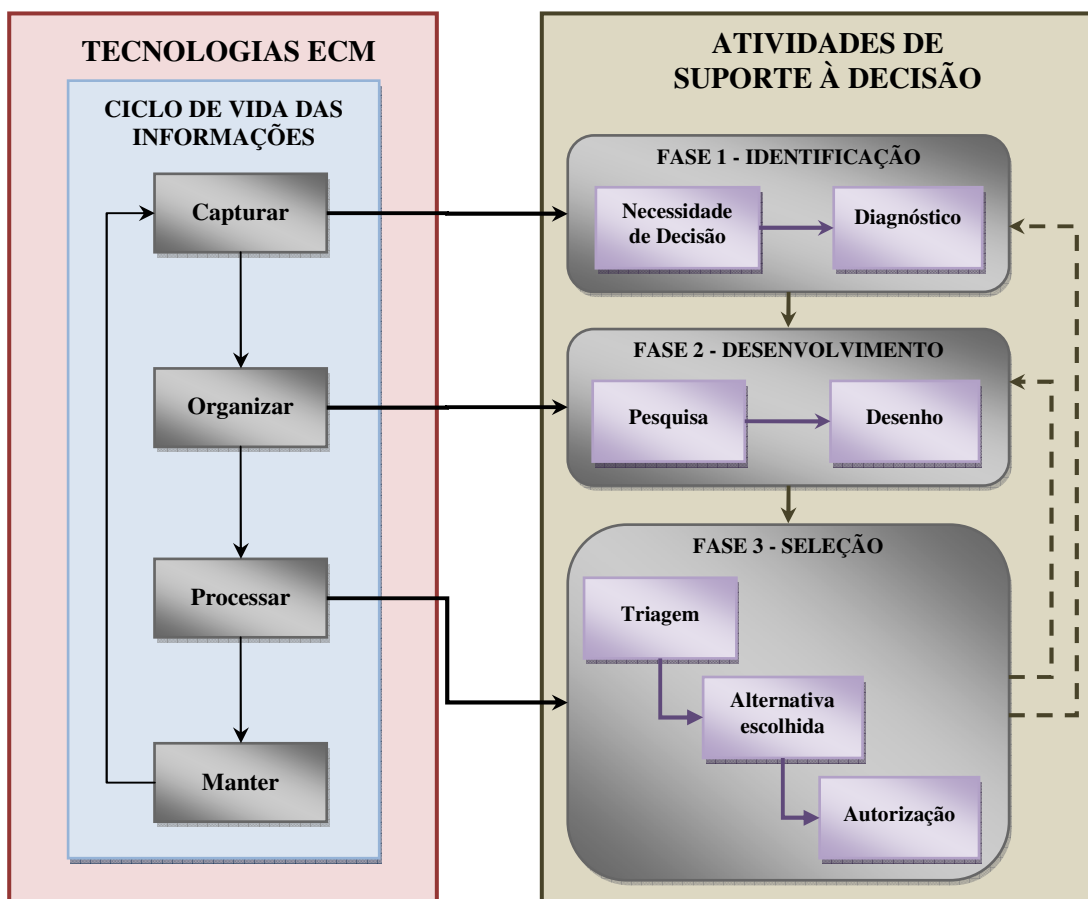 TECNOLOGIAS ECM
CICLO DE VIDA DAS
INFORMAÇÕES
Capturar
Organizar
Processar
Manter
ATIVIDADES DE
SUPORTE À DECISÃO
FASE 1 - IDENTIFICAÇÃO
Necessidade
de Decisão
Diagnóstico
FASE 2 - DESENVOLVIMENTO
Pesquisa
Desenho
FASE 3 - SELEÇÃO
Triagem
Alternativa
escolhida
Autorização